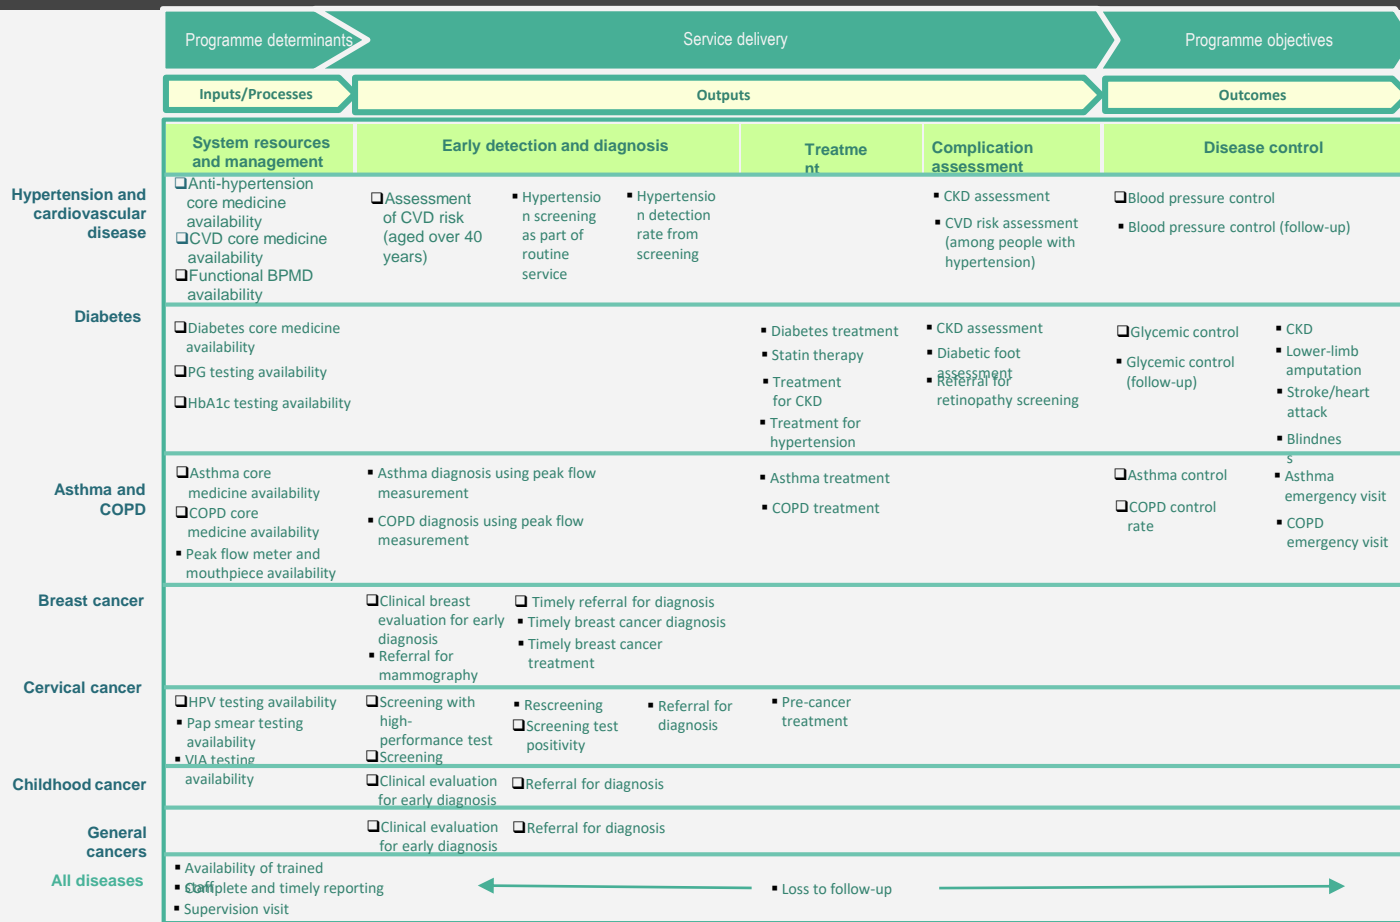 Programme determinants
Service delivery
Programme objectives
Inputs/Processes
Outputs
Outcomes
System resources
and management
Early detection and diagnosis
Treatme
nt
Complication
assessment
Disease control
Hypertension and
cardiovascular
disease
❑Anti-hypertension
core medicine
availability
❑CVD core medicine
availability
❑Functional BPMD
availability
❑Assessment
of CVD risk
(aged over 40
years)
▪ Hypertensio
n screening
as part of
routine
service
▪ Hypertensio
n detection
rate from
screening
▪ CKD assessment
▪ CVD risk assessment
(among people with
hypertension)
❑Blood pressure control
▪ Blood pressure control (follow-up)
Diabetes
❑Diabetes core medicine
availability
❑PG testing availability
❑HbA1c testing availability
▪ Diabetes treatment
▪ Statin therapy
▪ Treatment
for CKD
▪ Treatment for
hypertension
▪ CKD assessment
▪ Diabetic foot
assessment
▪ Referral for
retinopathy screening
❑Glycemic control
▪ Glycemic control
(follow-up)
▪ CKD
▪ Lower-limb
amputation
▪ Stroke/heart
attack
▪ Blindnes
s
Asthma and
COPD
❑Asthma core
medicine availability
❑COPD core
medicine availability
▪ Peak flow meter and
mouthpiece availability
▪ Asthma diagnosis using peak flow
measurement
▪ COPD diagnosis using peak flow
measurement
▪ Asthma treatment
▪ COPD treatment
❑Asthma control
❑COPD control
rate
▪ Asthma
emergency visit
▪ COPD
emergency visit
Breast cancer
❑Clinical breast
evaluation for early
diagnosis
▪ Referral for
mammography
❑ Timely referral for diagnosis
▪ Timely breast cancer diagnosis
▪ Timely breast cancer
treatment
Cervical cancer
❑HPV testing availability
▪ Pap smear testing
availability
▪ VIA testing
availability
❑Screening with
high-
performance test
❑Screening
▪ Rescreening
❑Screening test
positivity
▪ Referral for
diagnosis
▪ Pre-cancer
treatment
Childhood cancer
❑Clinical evaluation
for early diagnosis
❑Referral for diagnosis
General
cancers
❑Clinical evaluation
for early diagnosis
❑Referral for diagnosis
All diseases
▪ Availability of trained
staff
▪ Complete and timely reporting
▪ Supervision visit
▪ Loss to follow-up